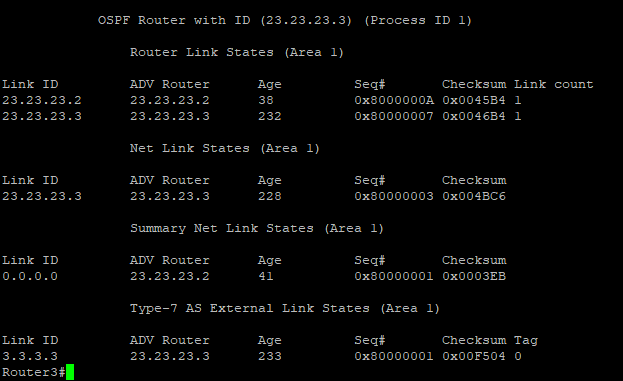 OSPF Router with ID (23.23.23.3) (Process ID 1)
Router Link States (Area 1)
Link ID ADV Router Age Seq# Checksum Link count
23.23.23.2 23.23.23.2 38 0x8000000A 0x0045B4 1
23.23.23.3 23.23.23.3 232 0x80000007 0x0046B4 1
Net Link States (Area 1)
Link ID ADV Router Age Seq# Checksum
23.23.23.3 23.23.23.3 228 0x80000003 0x004BC6
Summary Net Link States (Area 1)
Link ID ADV Router Age Seq# Checksum
0.0.0.0 23.23.23.2 41 0x80000001 0x0003EB
Type-7 AS External Link States (Area 1)
Link ID ADV Router Age Seq# Checksum Tag
3.3.3.3 23.23.23.3 233 0x80000001 0x00F504 0
Router3#